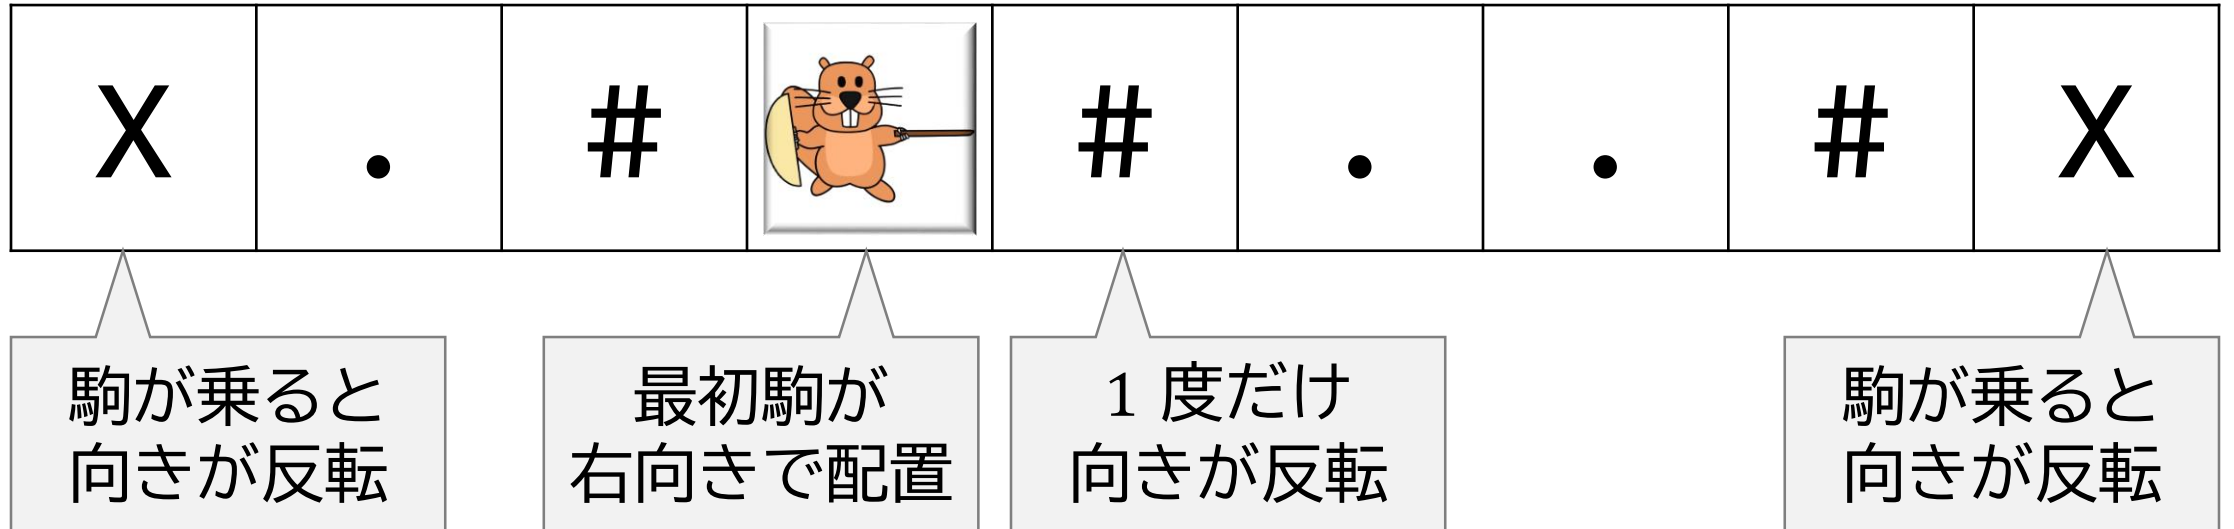 X . # # . . # X
駒が乗ると
向きが反転
最初駒が
右向きで配置
1 度だけ
向きが反転
駒が乗ると
向きが反転